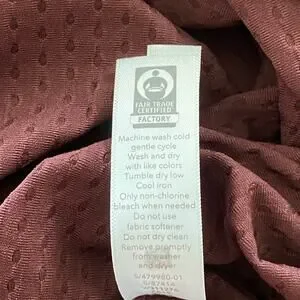 FAIR TRADE
CERTIFIED
FACTORY
Machine wash cold
gentle cycle
Wash and dry
with like colors
Tumble dry low
Cool iron
Only non-chlorine
bleach when needed
Do not use
fabric softener
Do not dry clean
Remove promptly
from washer
and dryer